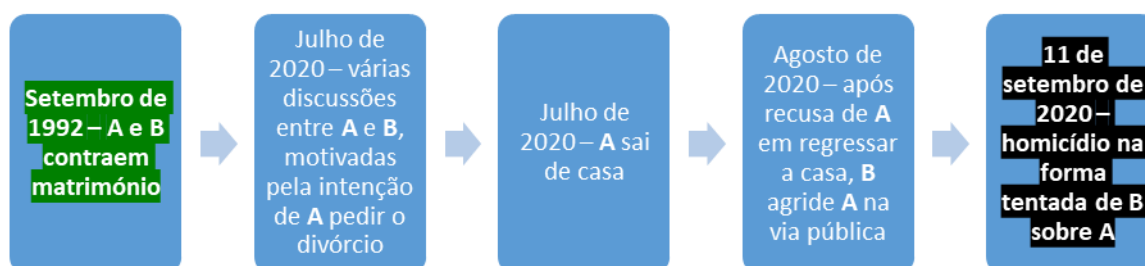 Setembro de
1992 – A e B
contraem
matrimónio
Julho de
2020 – várias
discussões
entre A e B,
motivadas
pela intenção
de A pedir o
divórcio
Julho de
2020 – A sai
de casa
Agosto de
2020 – após
recusa de A
em regressar
a casa, B
agride A na
via pública
11 de
setembro de
2020 –
homicídio na
forma
tentada de B
sobre A